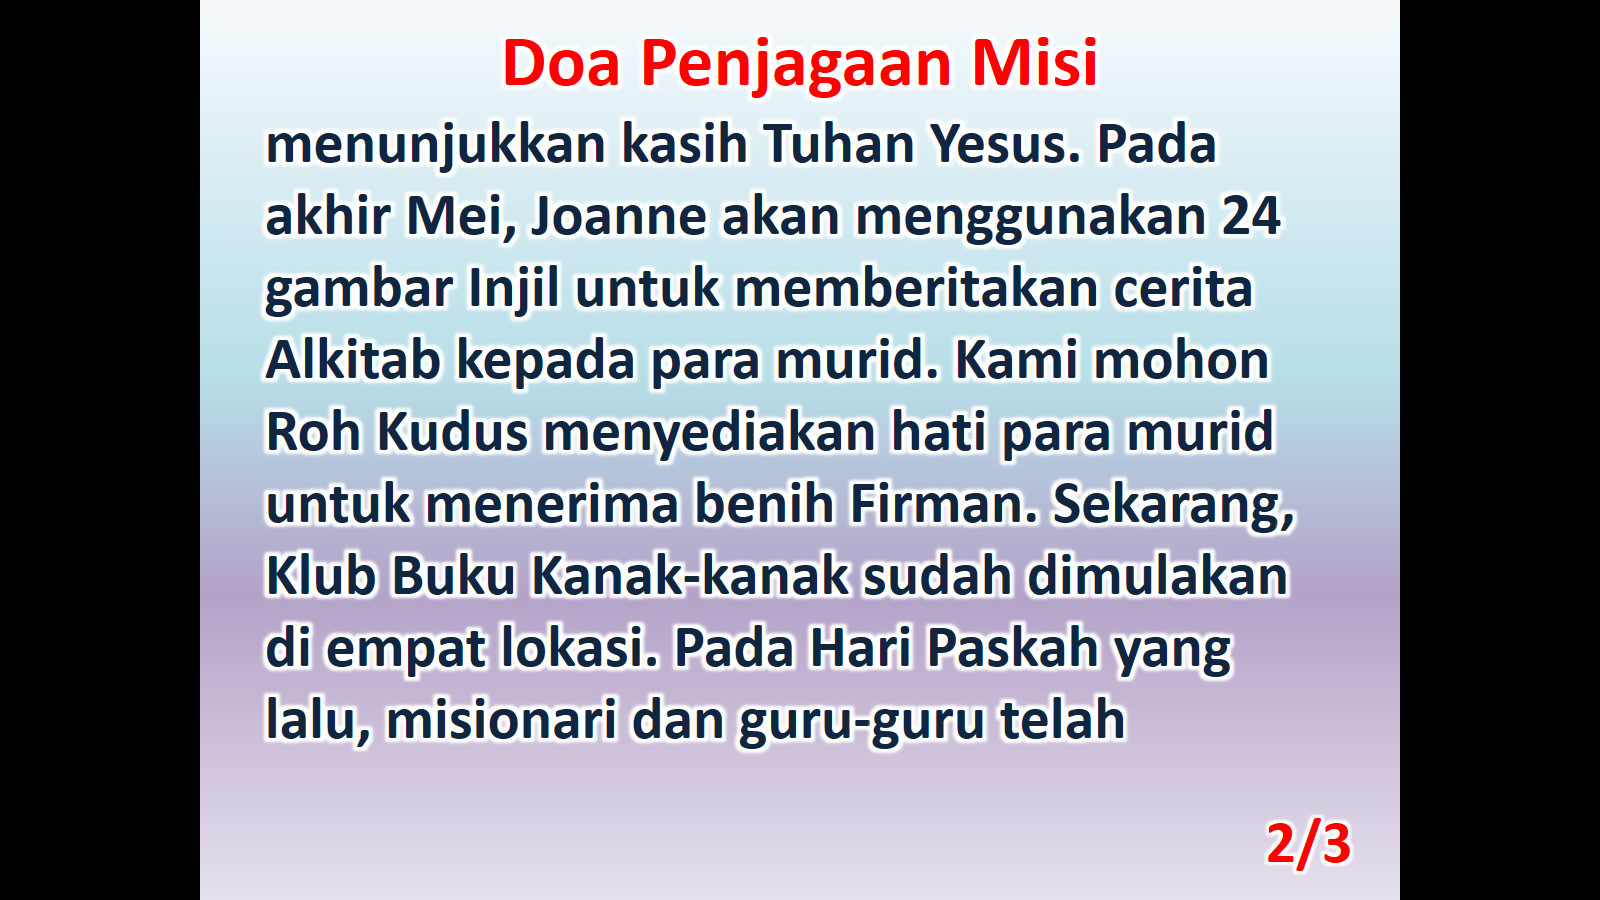 Doa Penjagaan Misi
menunjukkan kasih Tuhan Yesus. Pada
akhir Mei, Joanne akan menggunakan 24
gambar Injil untuk memberitakan cerita
Alkitab kepada para murid. Kami mohon
Roh Kudus menyediakan hati para murid
untuk menerima benih Firman. Sekarang,
Klub Buku Kanak-kanak sudah dimulakan
di empat lokasi. Pada Hari Paskah yang
lalu, misionari dan guru-guru telah
2/3